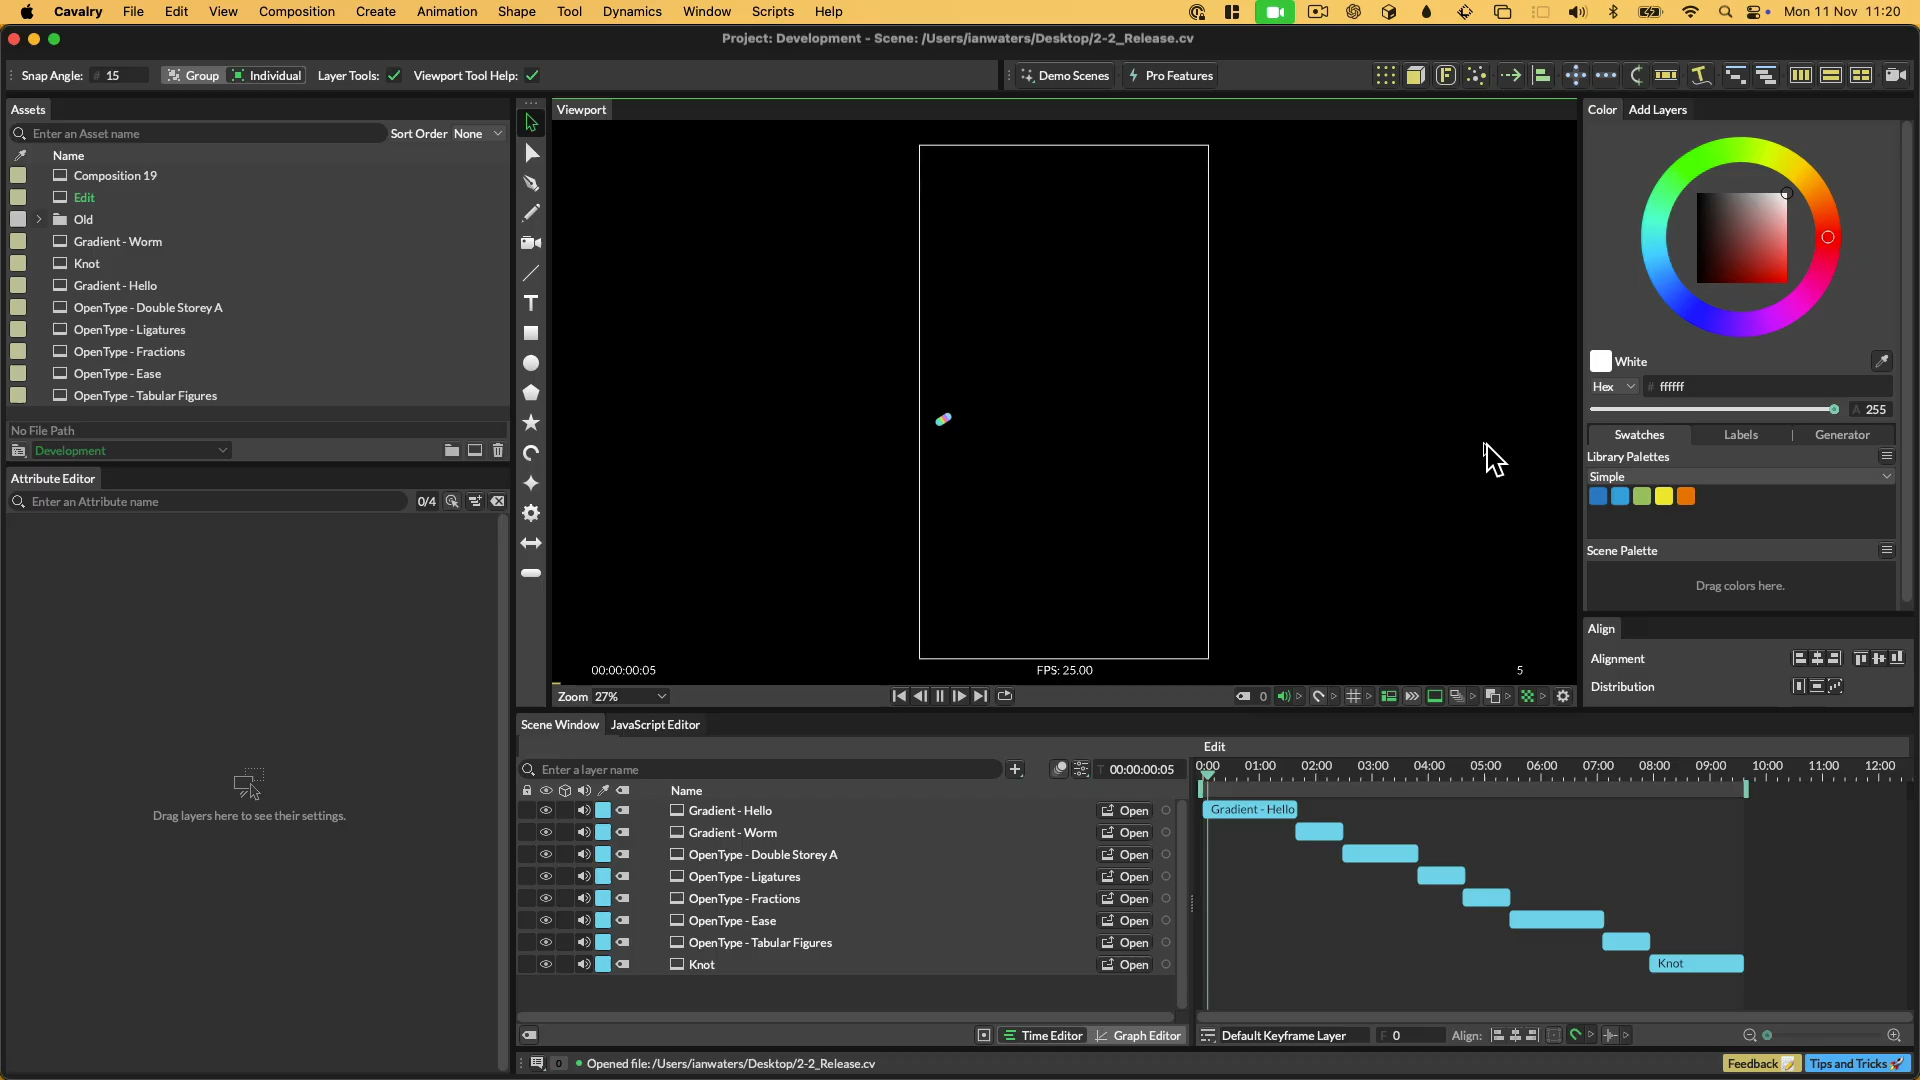 Cavalry File Edit View Composition Create Animation Shape Tool Dynamics Window Scripts Help Mon 11 Nov 11:20
Project: Development - Scene: /Users/ianwaters/Desktop/2-2_Release.cv
Snap Angle: # 15 Group Individual Layer Tools: Viewport Tool Help: Demo Scenes Pro Features
Assets
Enter an Asset name Sort Order None
Name
Composition 19
Edit
Old
Gradient - Worm
Knot
Gradient - Hello
OpenType - Double Storey A
OpenType - Ligatures
OpenType - Fractions
OpenType - Ease
OpenType - Tabular Figures
No File Path
Development
Attribute Editor
Enter an Attribute name 0/4
Drag layers here to see their settings.
Viewport
00:00:00:05 FPS: 25.00 5
Zoom 27% 0
Color Add Layers
White
Hex # ffffff
A 255
Swatches Labels Generator
Library Palettes
Simple
Scene Palette
Drag colors here.
Align
Alignment
Distribution
Scene Window JavaScript Editor
Edit
Enter a layer name T 00:00:00:05
0:00 01:00 02:00 03:00 04:00 05:00 06:00 07:00 08:00 09:00 10:00 11:00 12:00
Name
Gradient - Hello Open Gradient - Hello
Gradient - Worm Open
OpenType - Double Storey A Open
OpenType - Ligatures Open
OpenType - Fractions Open
OpenType - Ease Open
OpenType - Tabular Figures Open
Knot Open Knot
Time Editor Graph Editor Default Keyframe Layer F 0 Align:
0 Opened file: /Users/ianwaters/Desktop/2-2_Release.cv Feedback Tips and Tricks